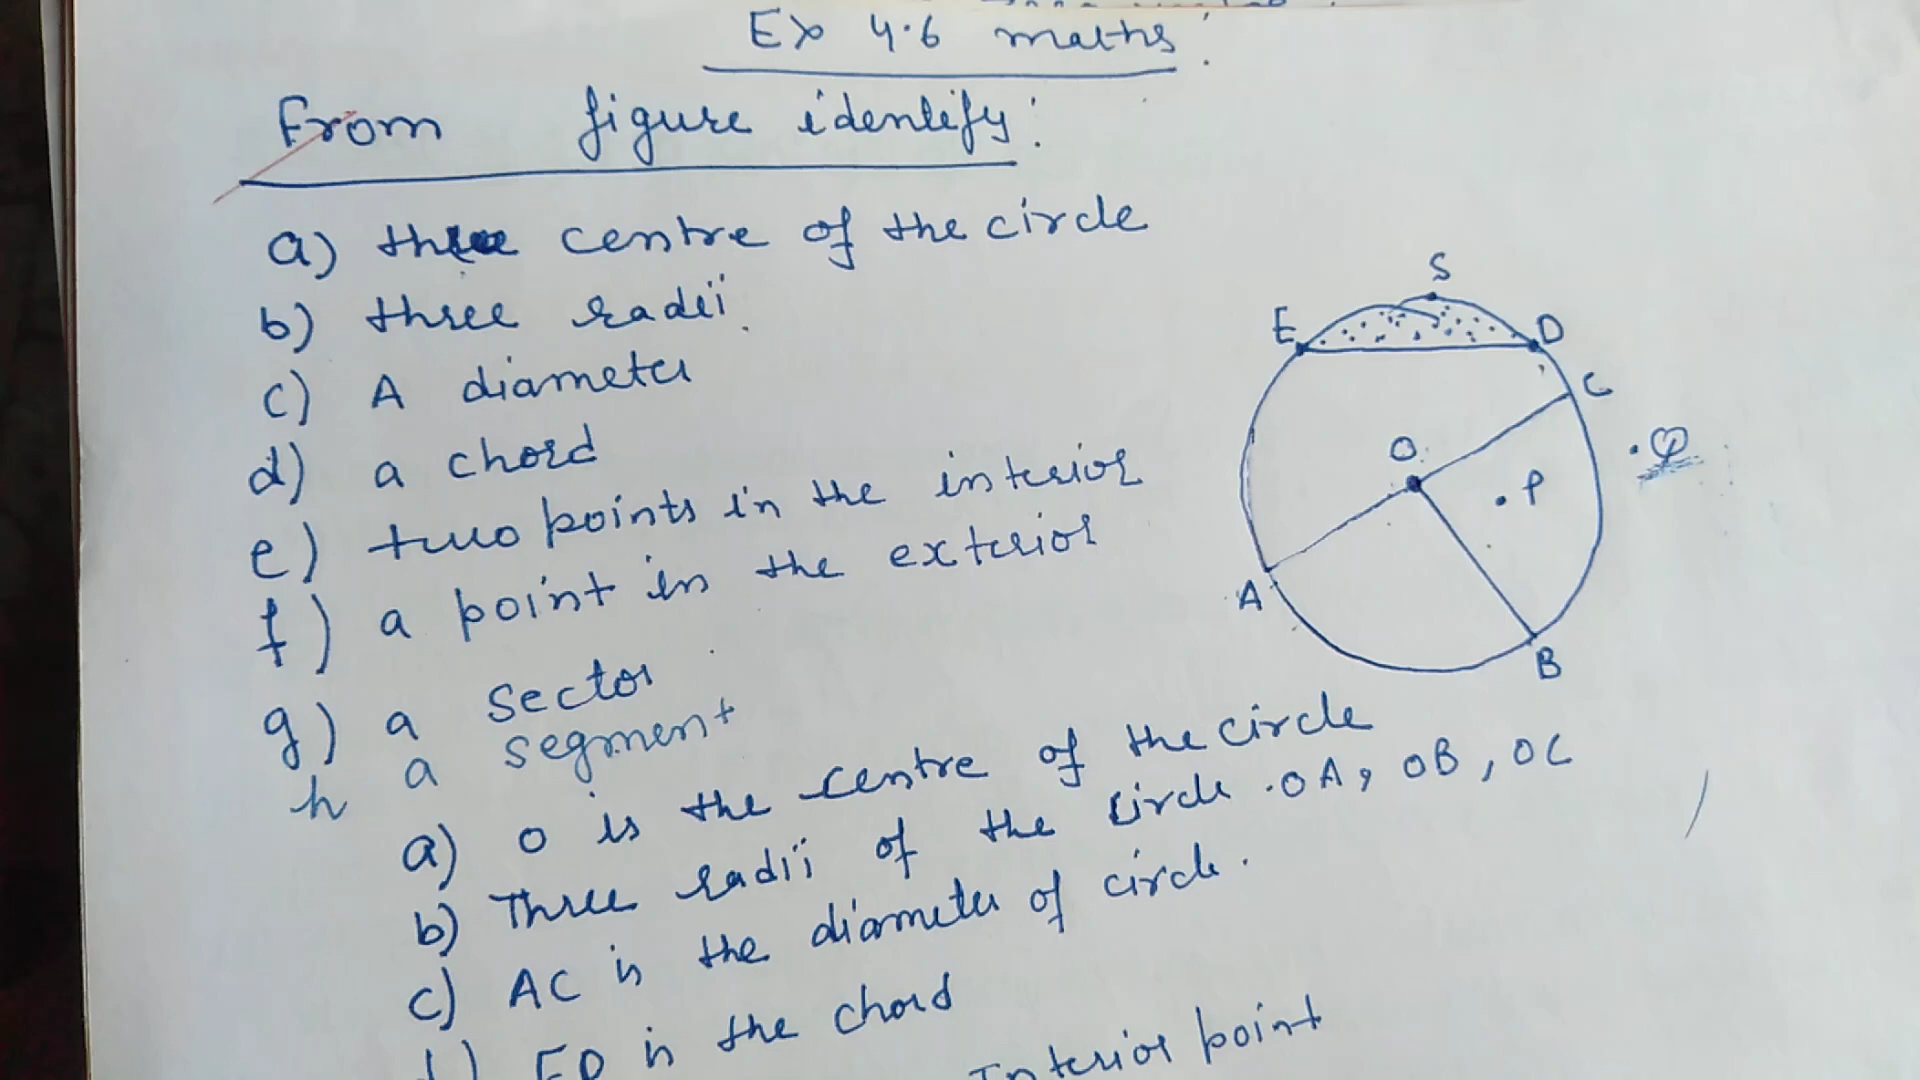 Ex 4.6 maths
From figure identify:
a) the centre of the circle
b) three radii
c) A diameter
d) a chord
e) two points in the interior
f) a point in the exterior
g) a sector
h a segment
S
E
D
C
O
P
Q
A
B
a) O is the centre of the circle
b) Three radii of the circle . OA, OB, OC
c) AC is the diameter of circle.
d) ED is the chord
Interior point